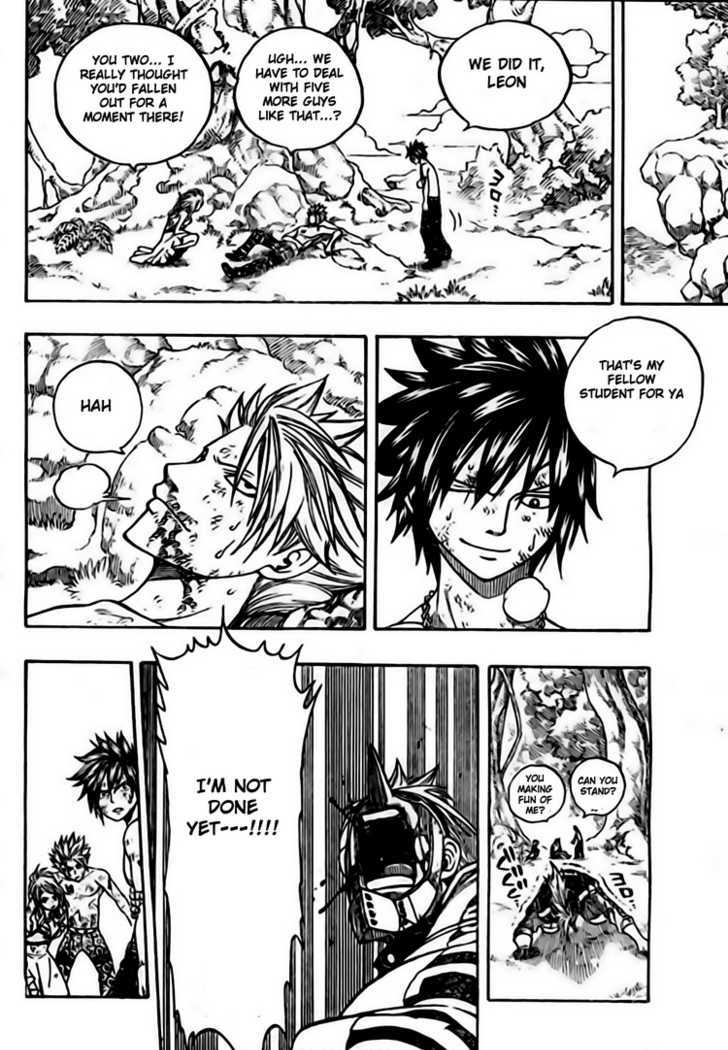 WE DID IT,
LEON
UGH... WE
HAVE TO DEAL
WITH FIVE
MORE GUYS
LIKE THAT...?
YOU TWO... I
REALLY THOUGHT
YOU'D FALLEN
OUT FOR A
MOMENT THERE!
THAT'S MY
FELLOW
STUDENT FOR YA
HAH
CAN YOU
STAND?
YOU
MAKING
FUN OF
ME?
I'M NOT
DONE
YET---!!!!